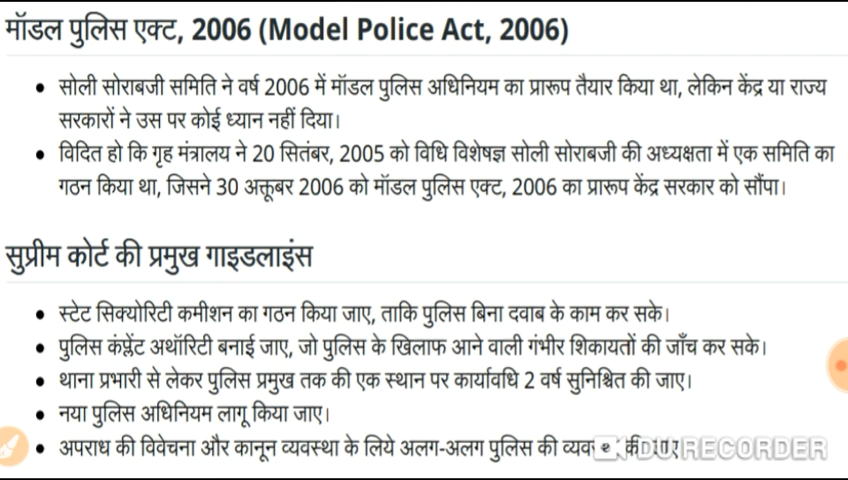 मॉडल पुलिस एक्ट, 2006 (Model Police Act, 2006)
• सोली सोराबजी समिति ने वर्ष 2006 में मॉडल पुलिस अधिनियम का प्रारूप तैयार किया था, लेकिन केंद्र या राज्य
सरकारों ने उस पर कोई ध्यान नहीं दिया।
• विदित हो कि गृह मंत्रालय ने 20 सितंबर, 2005 को विधि विशेषज्ञ सोली सोराबजी की अध्यक्षता में एक समिति का
गठन किया था, जिसने 30 अक्तूबर 2006 को मॉडल पुलिस एक्ट, 2006 का प्रारूप केंद्र सरकार को सौंपा।
सुप्रीम कोर्ट की प्रमुख गाइडलाइंस
• स्टेट सिक्योरिटी कमीशन का गठन किया जाए, ताकि पुलिस बिना दवाब के काम कर सके।
• पुलिस कंप्लेंट अथॉरिटी बनाई जाए, जो पुलिस के खिलाफ आने वाली गंभीर शिकायतों की जाँच कर सके।
• थाना प्रभारी से लेकर पुलिस प्रमुख तक की एक स्थान पर कार्यावधि 2 वर्ष सुनिश्चित की जाए।
• नया पुलिस अधिनियम लागू किया जाए।
• अपराध की विवेचना और कानून व्यवस्था के लिये अलग-अलग पुलिस की
DU RECORDER